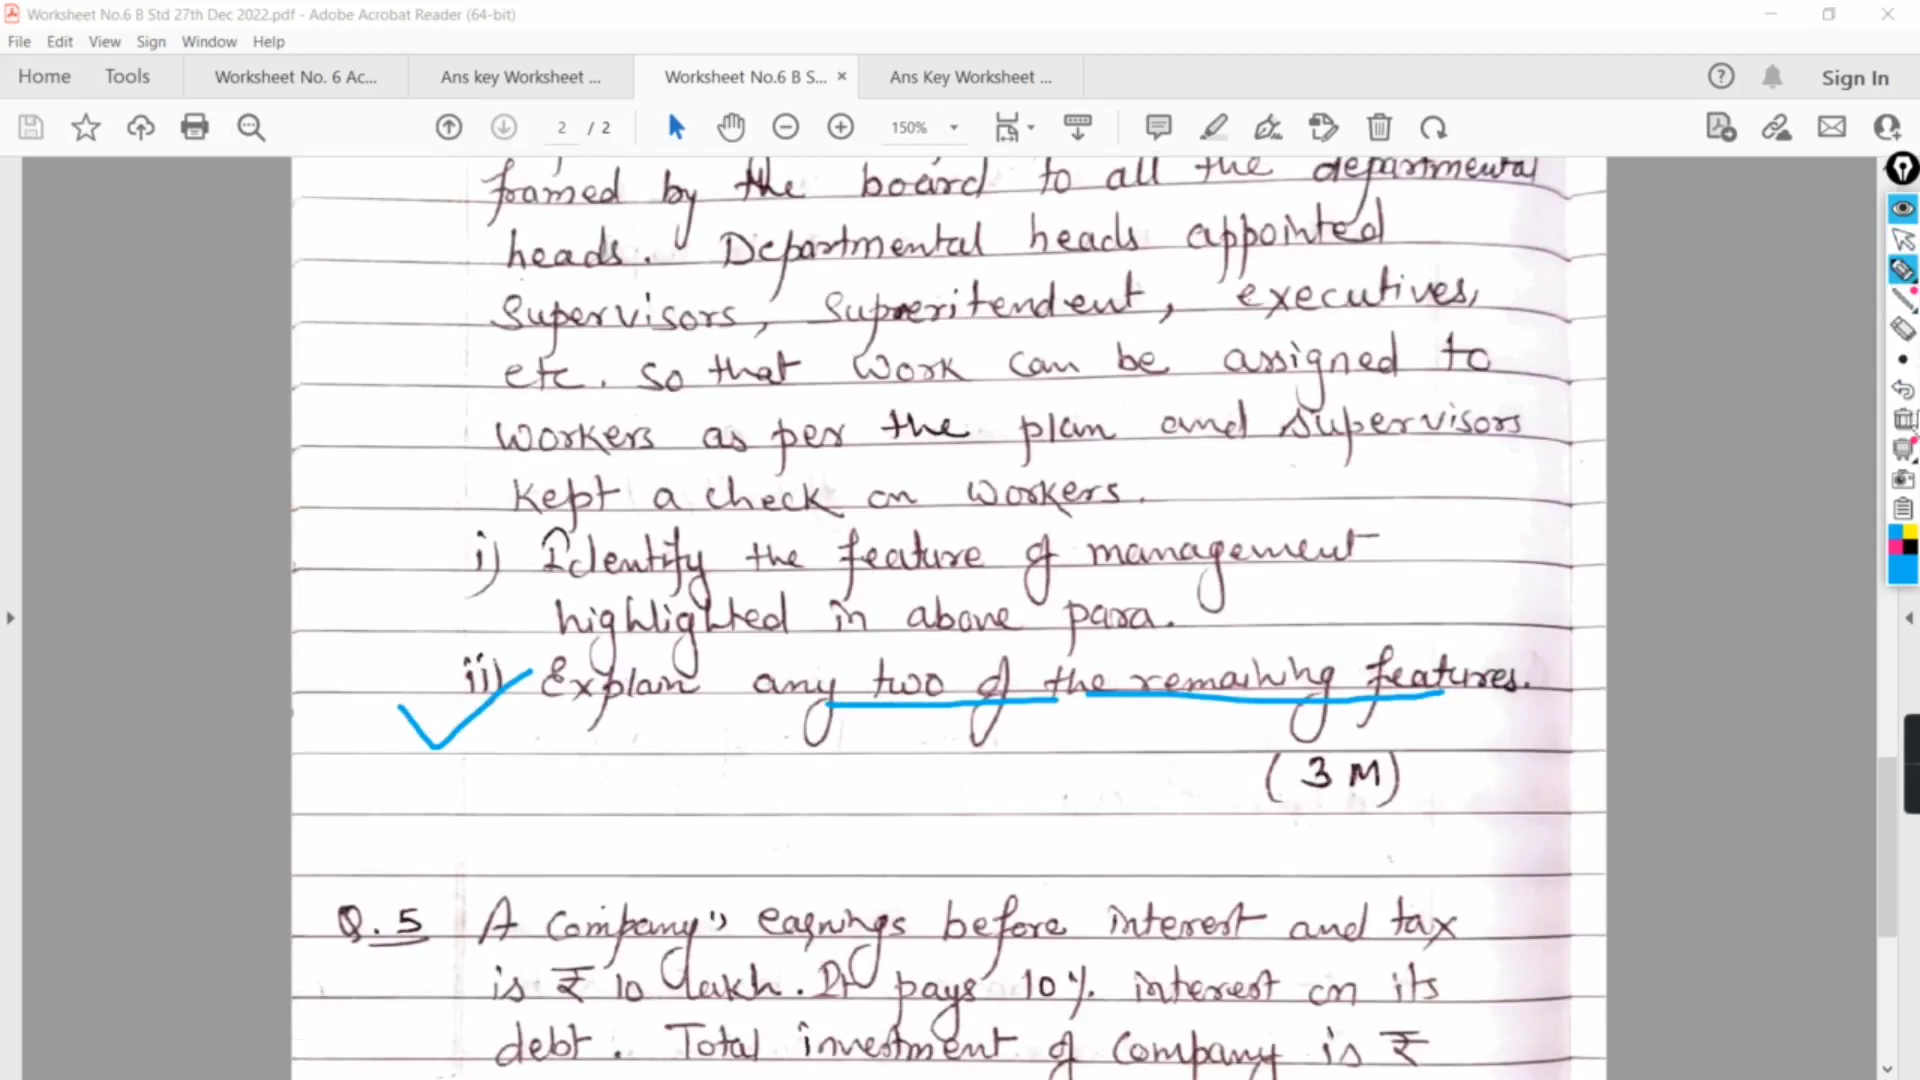 Worksheet No.6 B Std 27th Dec 2022.pdf - Adobe Acrobat Reader (64-bit)
File Edit View Sign Window Help
Home Tools Worksheet No. 6 Ac... Ans key Worksheet ... Worksheet No.6 B S... × Ans Key Worksheet ... Sign In
2 / 2 150%
framed by the board to all the departmental
heads. Departmental heads appointed
Supervisors, Supreritendent, executives,
etc. so that work can be assigned to
workers as per the plan and supervisors
kept a check on workers.
i) Identify the feature of management
highlighted in above para.
ii) Explain any two of the remaining features.
(3 M)
Q.5 A Company's earnings before interest and tax
is ₹ 10 lakh. It pays 10% interest on its
debt. Total investment of Company is ₹